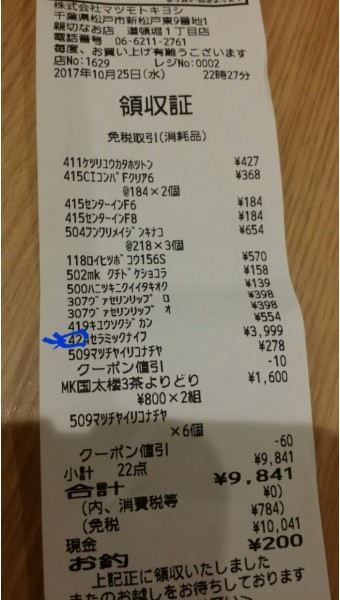 株式会社マツモトキヨシ
千葉県松戸市新松戸東9番地1
親切なお店 道頓堀1丁目店
電話番号 06-6211-2761
毎度、お買い上げ有難うございます
店No:1629 レジNo:0002
2017年10月25日(水) 22時27分
領収証
免税取引(消耗品)
411ケツリユウカタホツトン ¥427
415CIコンパFクリア6 ¥368
@184×2個
415センターインF6 ¥184
415センターインF8 ¥184
504フンワリメイジンキナコ ¥654
@218×3個
118ロイヒツボコウ156S ¥570
502mk クチドケショコラ ¥158
500ハニツキニクイイタキオク ¥139
307ヴァセリンリップ ロ ¥398
307ヴァセリンリップ オ ¥398
419キユウソクジカン ¥554
424セラミックナイフ ¥3,999
509マツチヤイリコナチヤ ¥278
クーポン値引 -10
MK国太楼3茶よりどり ¥1,600
¥800×2組
509マツチヤイリコナチヤ
×6個
クーポン値引 -60
小計 22点 ¥9,841
合計 ¥9,841
(内、消費税等 ¥0)
(免税 ¥784)
現金 ¥10,041
お釣 ¥200
上記正に領収いたしました
またのお越しをお待ちしております